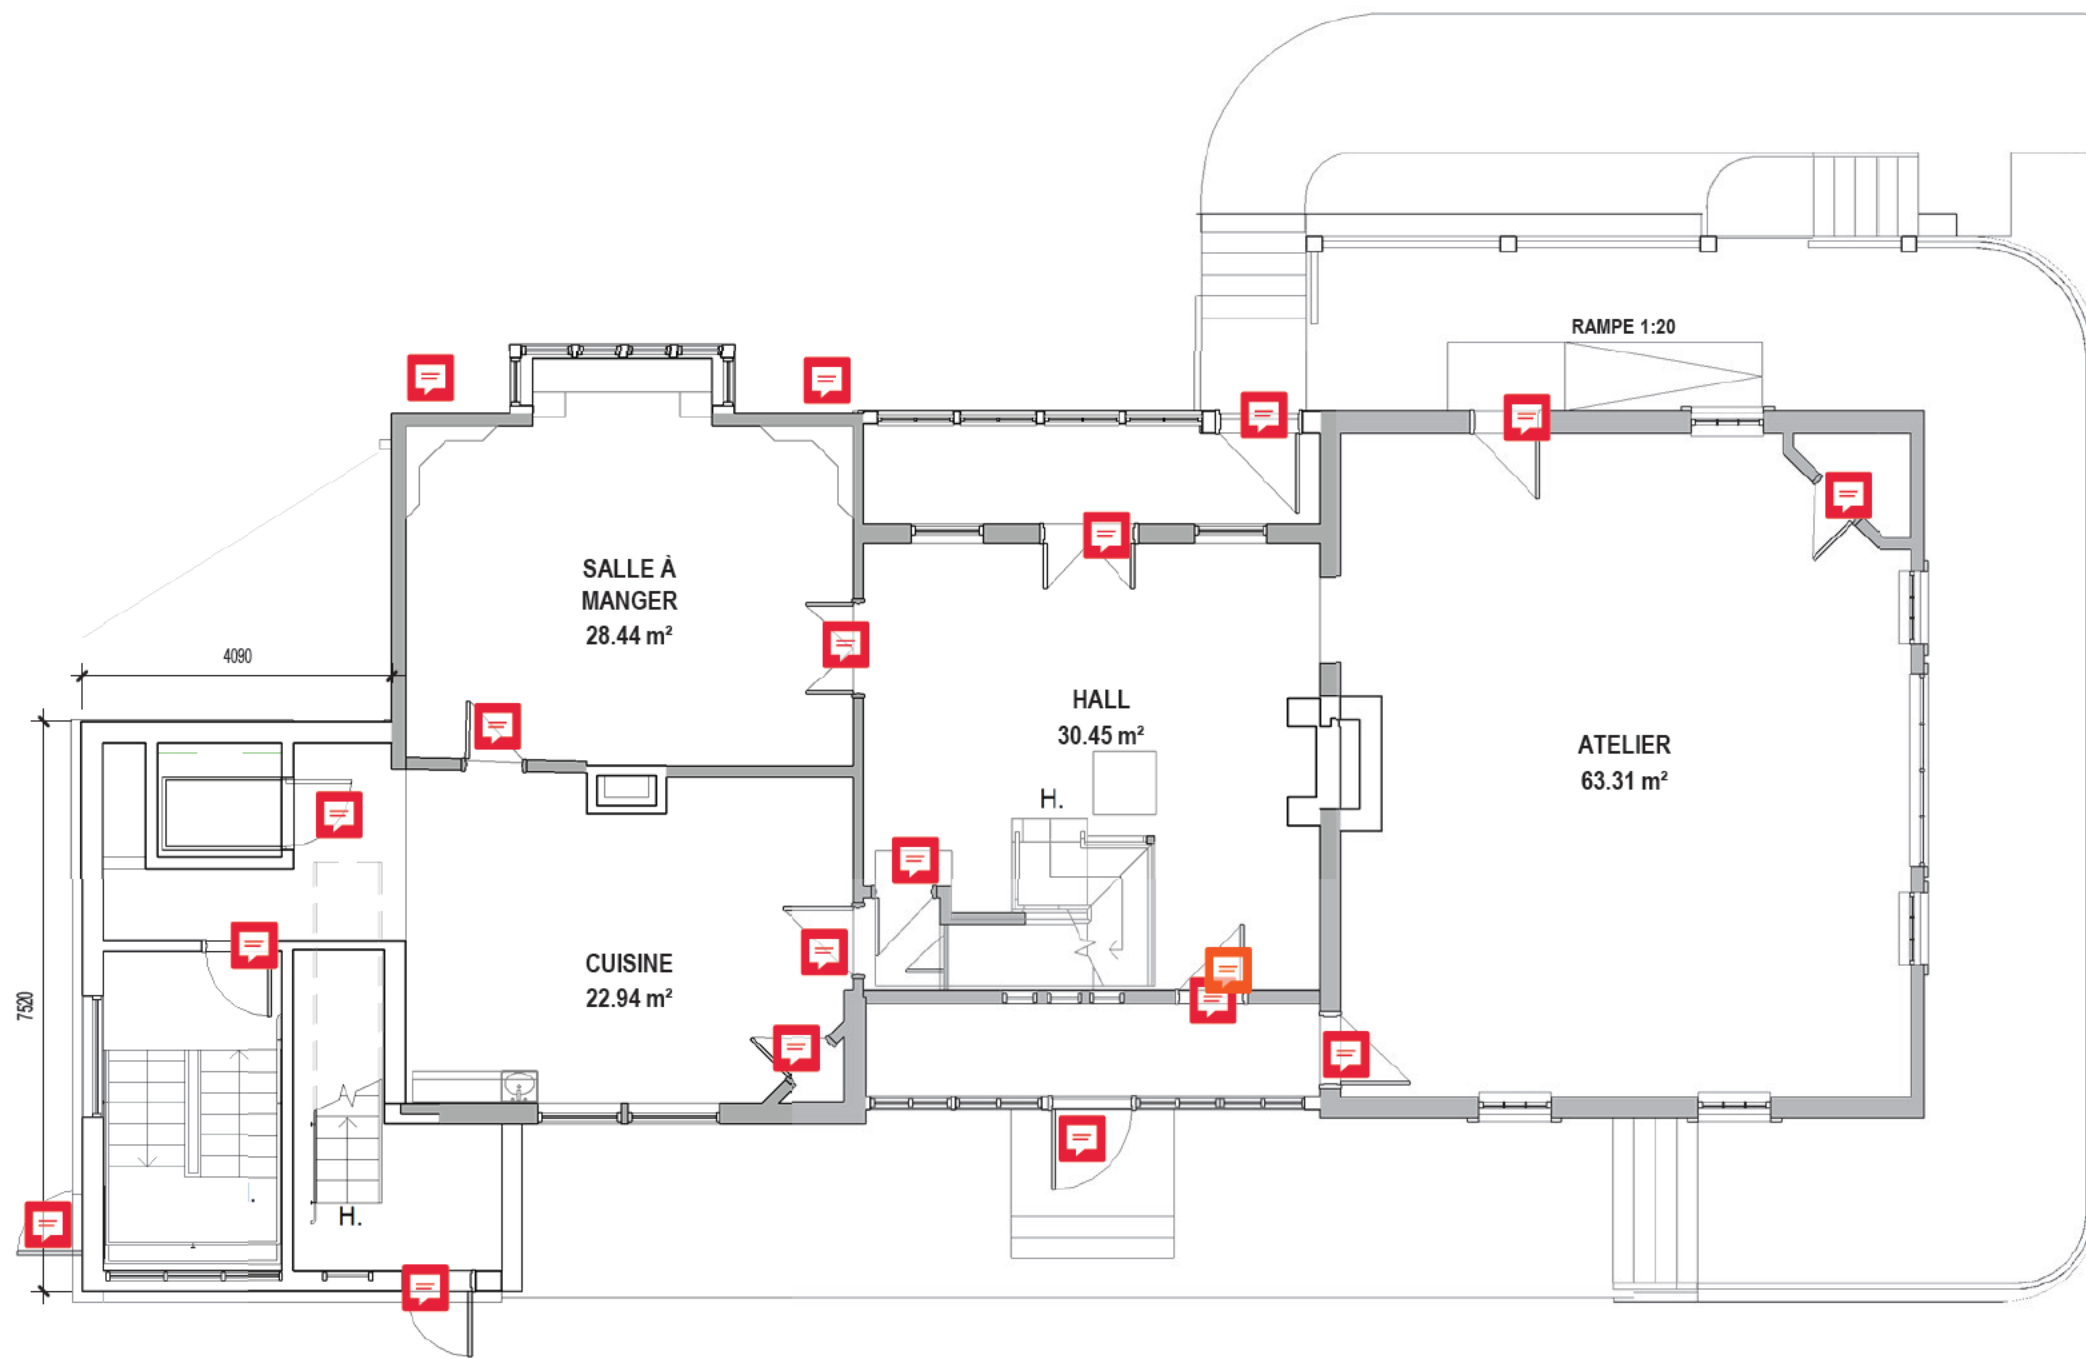 RAMPE 1:20
SALLE À
MANGER
28.44 m²
4090
HALL
30.45 m²
ATELIER
63.31 m²
H.
CUISINE
22.94 m²
7520
H.